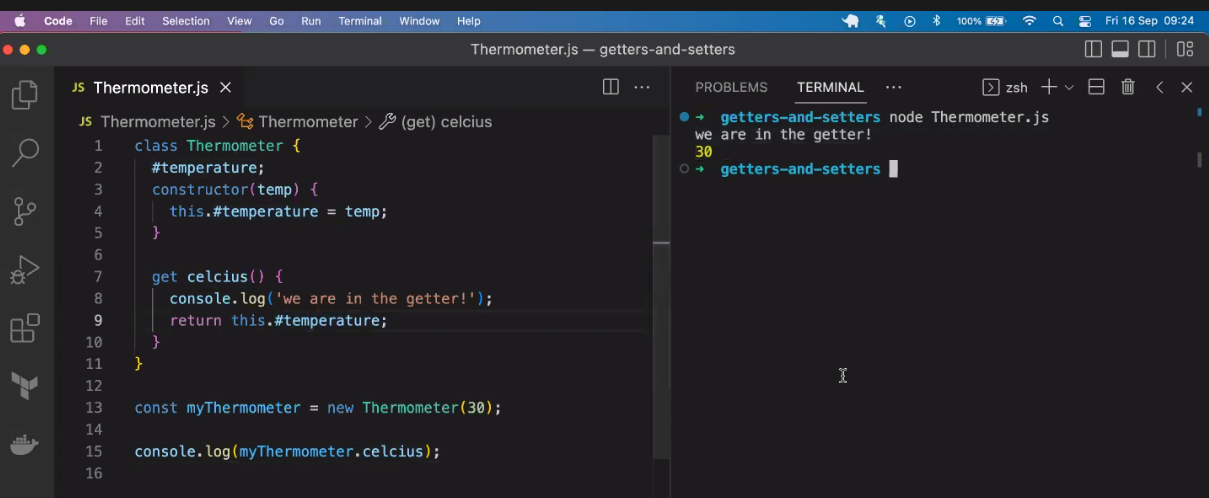 Code File Edit Selection View Go Run Terminal Window Help 100% Fri 16 Sep 09:24
Thermometer.js — getters-and-setters
JS Thermometer.js
JS Thermometer.js > Thermometer > (get) celcius
1 class Thermometer {
2 #temperature;
3 constructor(temp) {
4 this.#temperature = temp;
5 }
6
7 get celcius() {
8 console.log('we are in the getter!');
9 return this.#temperature;
10 }
11 }
12
13 const myThermometer = new Thermometer(30);
14
15 console.log(myThermometer.celcius);
16
PROBLEMS TERMINAL ··· zsh
➜ getters-and-setters node Thermometer.js
we are in the getter!
30
➜ getters-and-setters